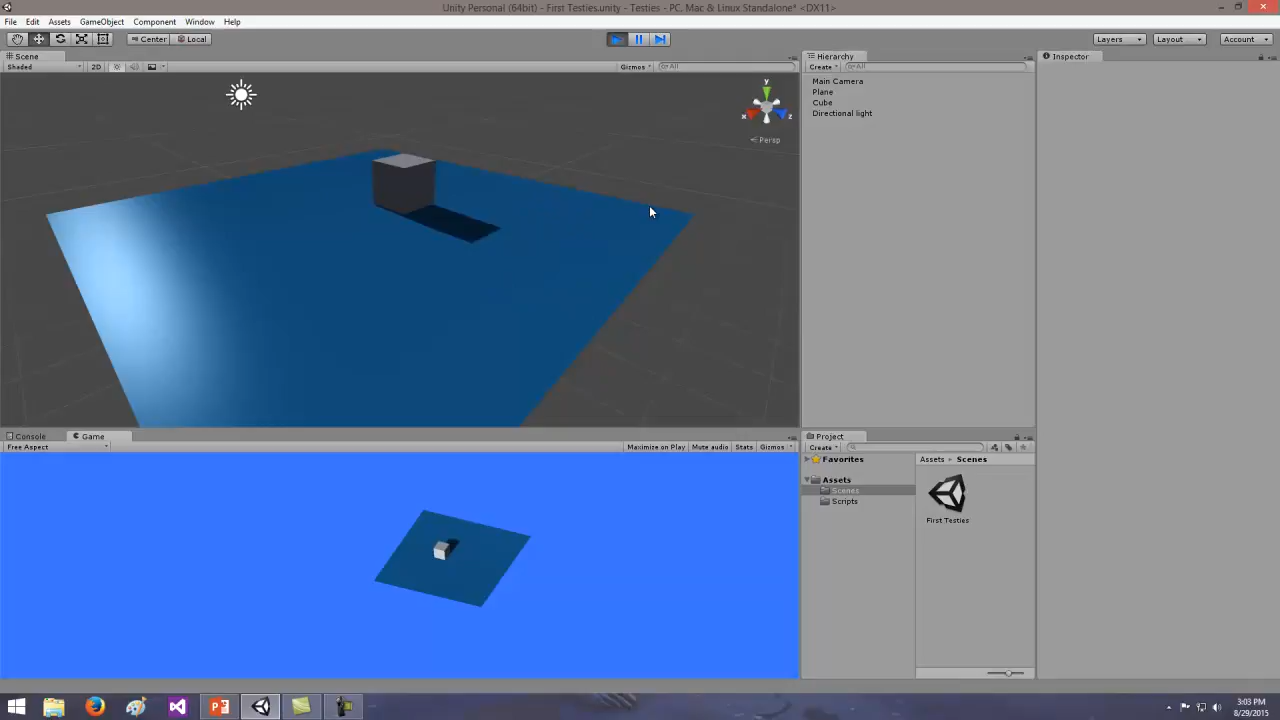 Unity Personal (64bit) - First Testies.unity - Testies - PC, Mac & Linux Standalone* <DX11>
File Edit Assets GameObject Component Window Help
Center Local Layers Layout Account
Scene Hierarchy Inspector
Shaded 2D Gizmos All Create All
Main Camera
Plane
Cube
Directional light
y
x z
Persp
Console Game Project
Free Aspect Maximize on Play Mute audio Stats Gizmos Create
Favorites Assets Scenes
Assets
Scenes
Scripts
First Testies
3:03 PM
8/29/2015